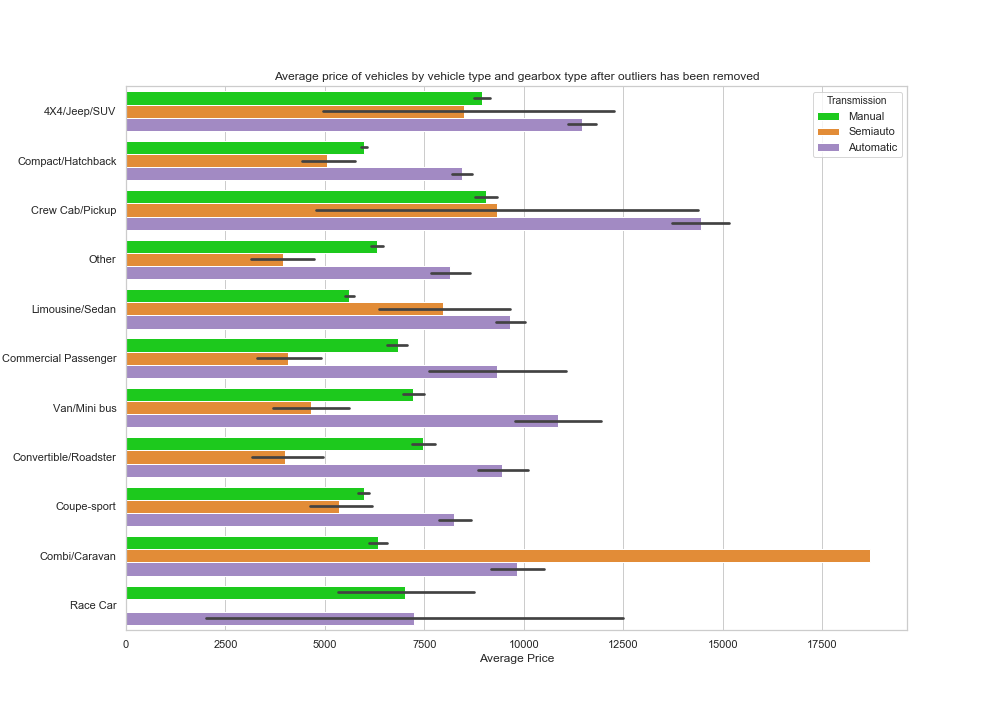 Average price of vehicles by vehicle type and gearbox type after outliers has been removed
Transmission
Manual
Semiauto
Automatic
4X4/Jeep/SUV
Compact/Hatchback
Crew Cab/Pickup
Other
Limousine/Sedan
Commercial Passenger
Van/Mini bus
Convertible/Roadster
Coupe-sport
Combi/Caravan
Race Car
0 2500 5000 7500 10000 12500 15000 17500
Average Price